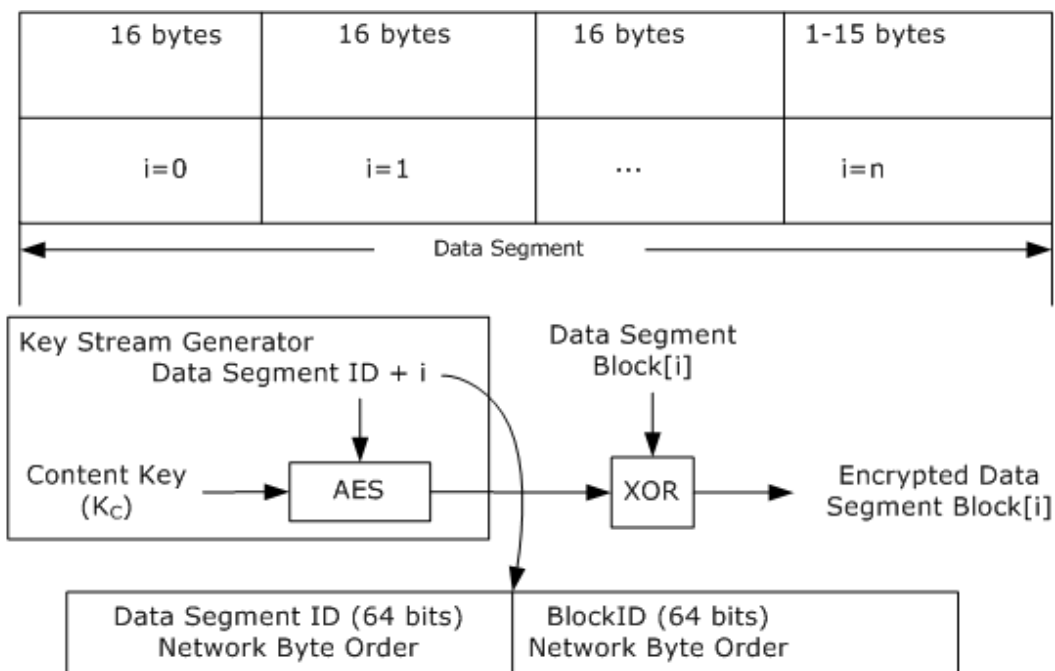 16 bytes 16 bytes 16 bytes 1-15 bytes
i=0 i=1 ... i=n
Data Segment
Key Stream Generator
Data Segment ID + i
Data Segment
Block[i]
Content Key
(KC)
AES
XOR
Encrypted Data
Segment Block[i]
Data Segment ID (64 bits)
Network Byte Order
BlockID (64 bits)
Network Byte Order